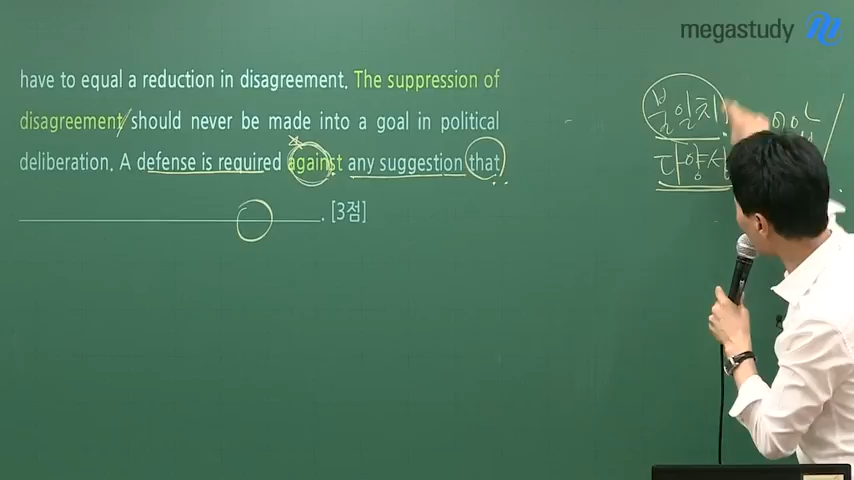 megastudy
have to equal a reduction in disagreement. The suppression of
disagreement should never be made into a goal in political
deliberation. A defense is required against any suggestion that
. [3점]
불일치
다양성